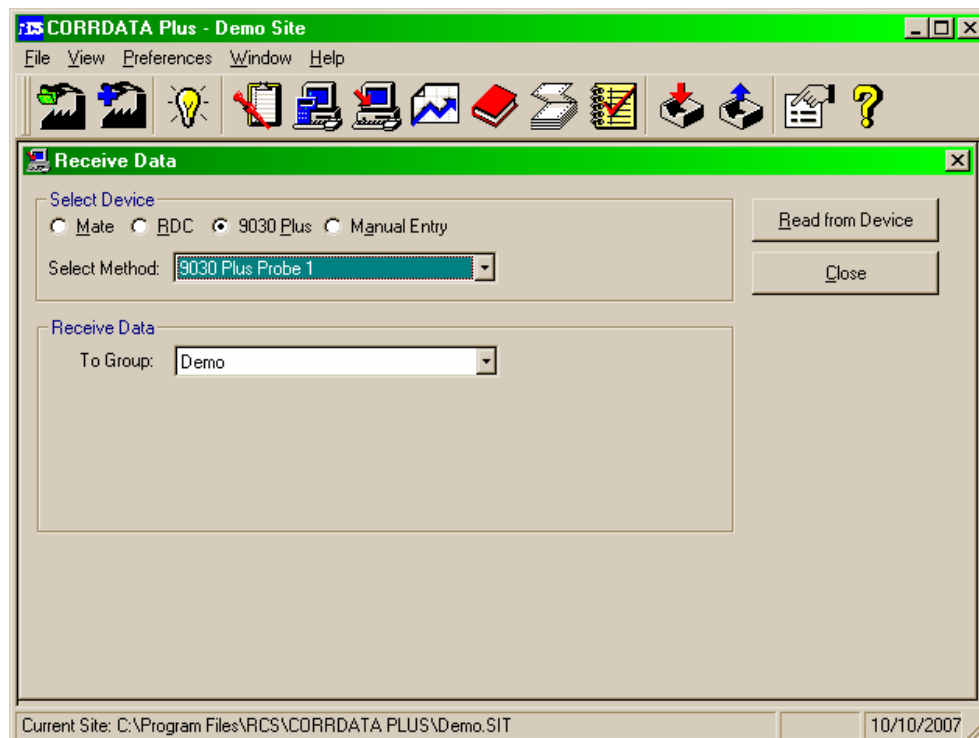 CORRDATA Plus - Demo Site
File View Preferences Window Help
Receive Data
Select Device
Mate RDC 9030 Plus Manual Entry
Read from Device
Select Method: 9030 Plus Probe 1
Close
Receive Data
To Group: Demo
Current Site: C:\Program Files\RCS\CORRDATA PLUS\Demo.SIT 10/10/2007